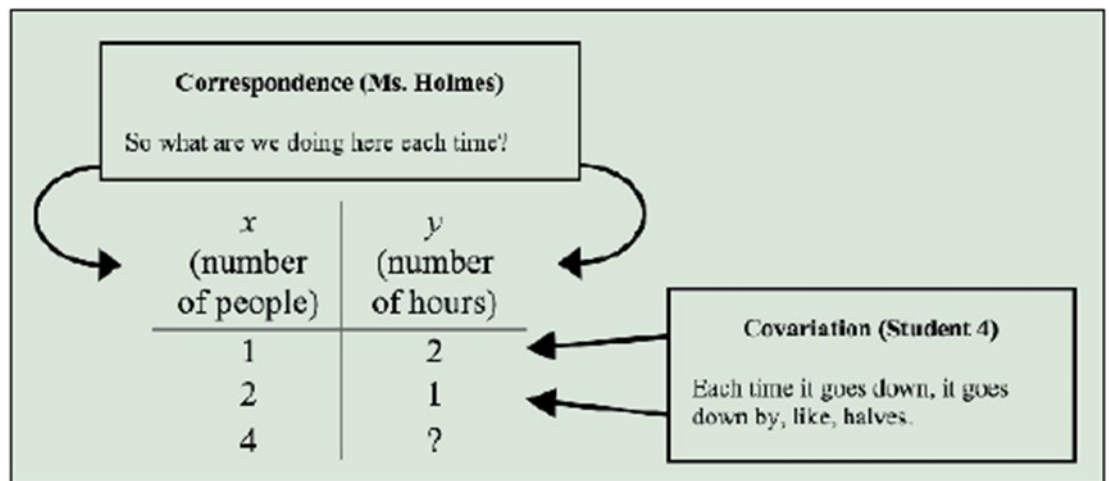 Correspondence (Ms. Holmes)
So what are we doing here each time?
x y
(number (number
of people) of hours)
1 2
2 1
4 ?
Covariation (Student 4)
Each time it goes down, it goes
down by, like, halves.